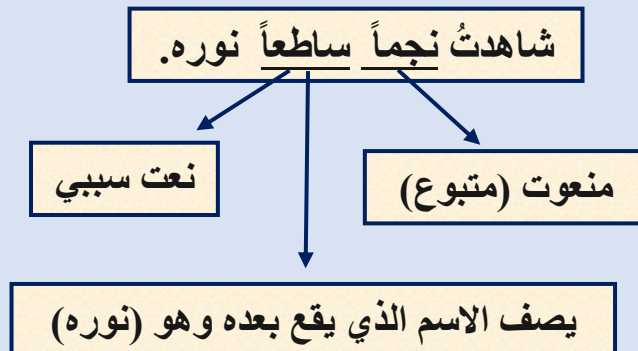 شاهدتُ نجماً ساطعاً نوره.
منعوت (متبوع)
نعت سببي
يصف الاسم الذي يقع بعده وهو (نوره)